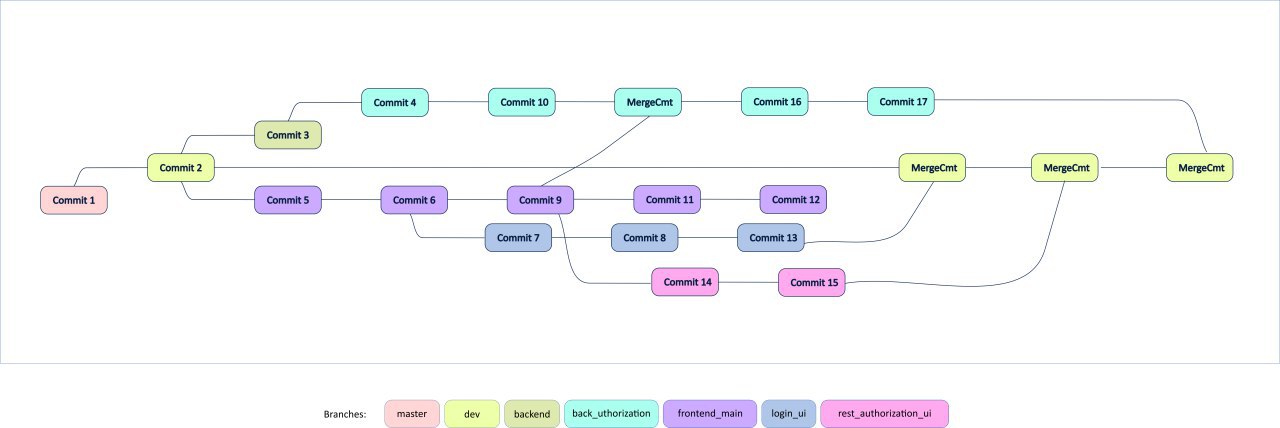 Commit 4
Commit 10
MergeCmt
Commit 16
Commit 17
Commit 3
Commit 2
MergeCmt
MergeCmt
MergeCmt
Commit 1
Commit 5
Commit 6
Commit 9
Commit 11
Commit 12
Commit 7
Commit 8
Commit 13
Commit 14
Commit 15
Branches:
master
dev
backend
back_uthorization
frontend_main
login_ui
rest_authorization_ui